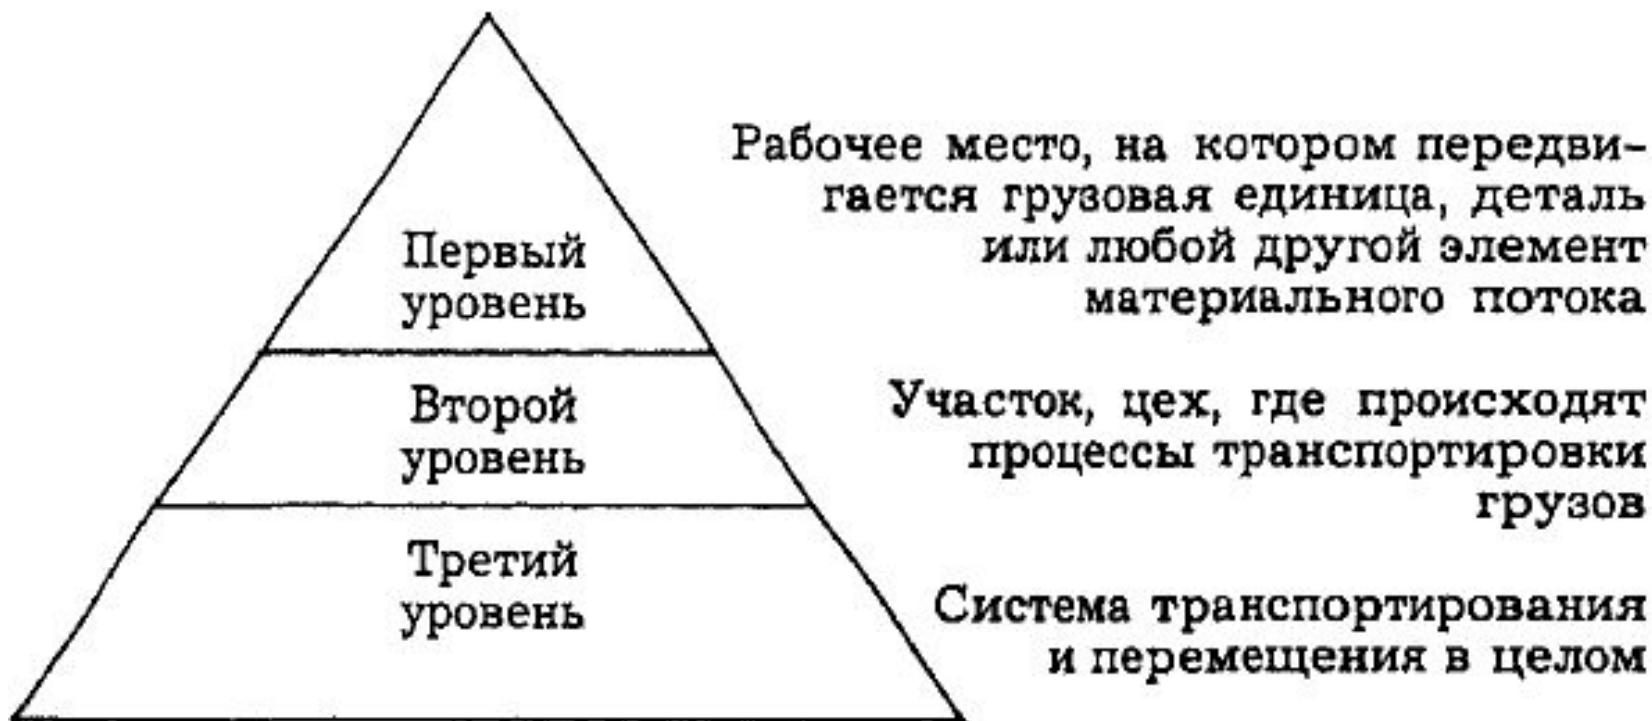 Первый
уровень
Рабочее место, на котором передви-
гается грузовая единица, деталь
или любой другой элемент
материального потока
Второй
уровень
Участок, цех, где происходят
процессы транспортировки
грузов
Третий
уровень
Система транспортирования
и перемещения в целом